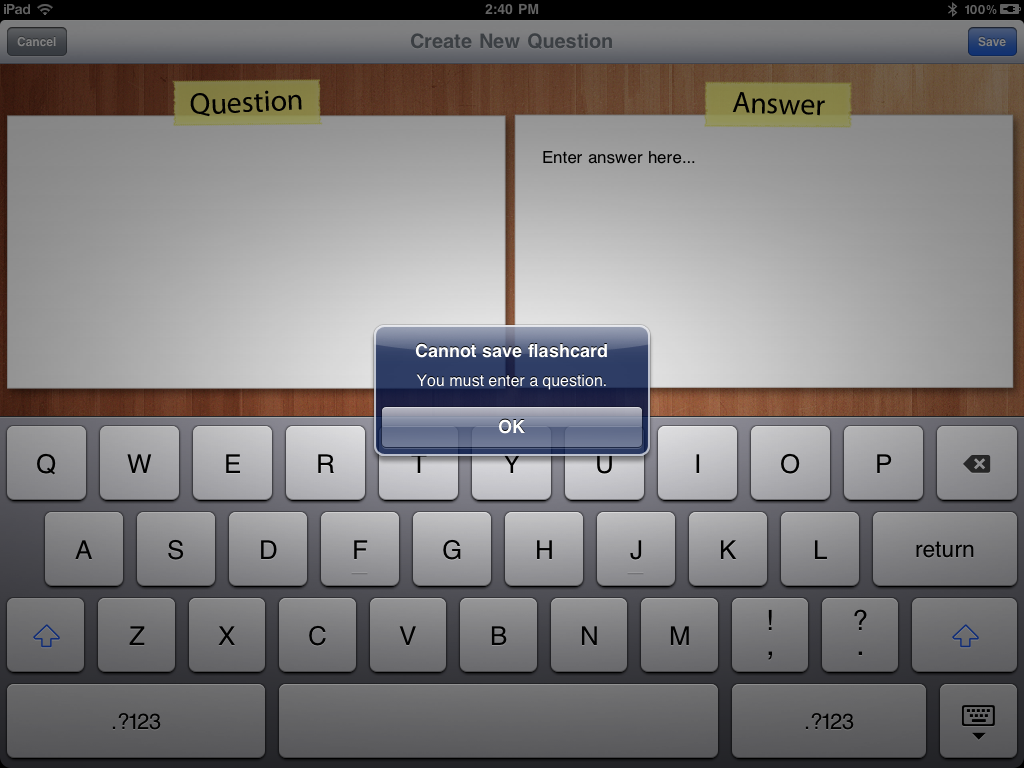 iPad 2:40 PM 100%
Cancel Create New Question Save
Question Answer
Enter answer here...
Cannot save flashcard
You must enter a question.
OK
Q W E R T Y U I O P
A S D F G H J K L return
Z X C V B N M ! , ? .
.?123 .?123